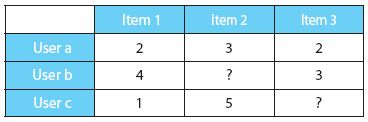 Item 1 Item 2 Item 3
User a 2 3 2
User b 4 ? 3
User c 1 5 ?